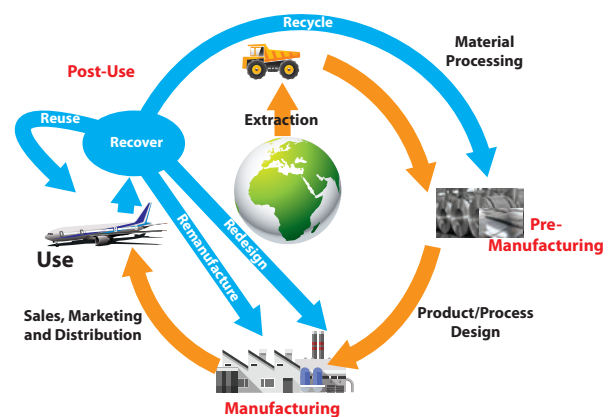 Recycle
Material
Processing
Post-Use
Extraction
Reuse
Recover
Remanufacture
Redesign
Pre-
Manufacturing
Use
Sales, Marketing
and Distribution
Product/Process
Design
Manufacturing